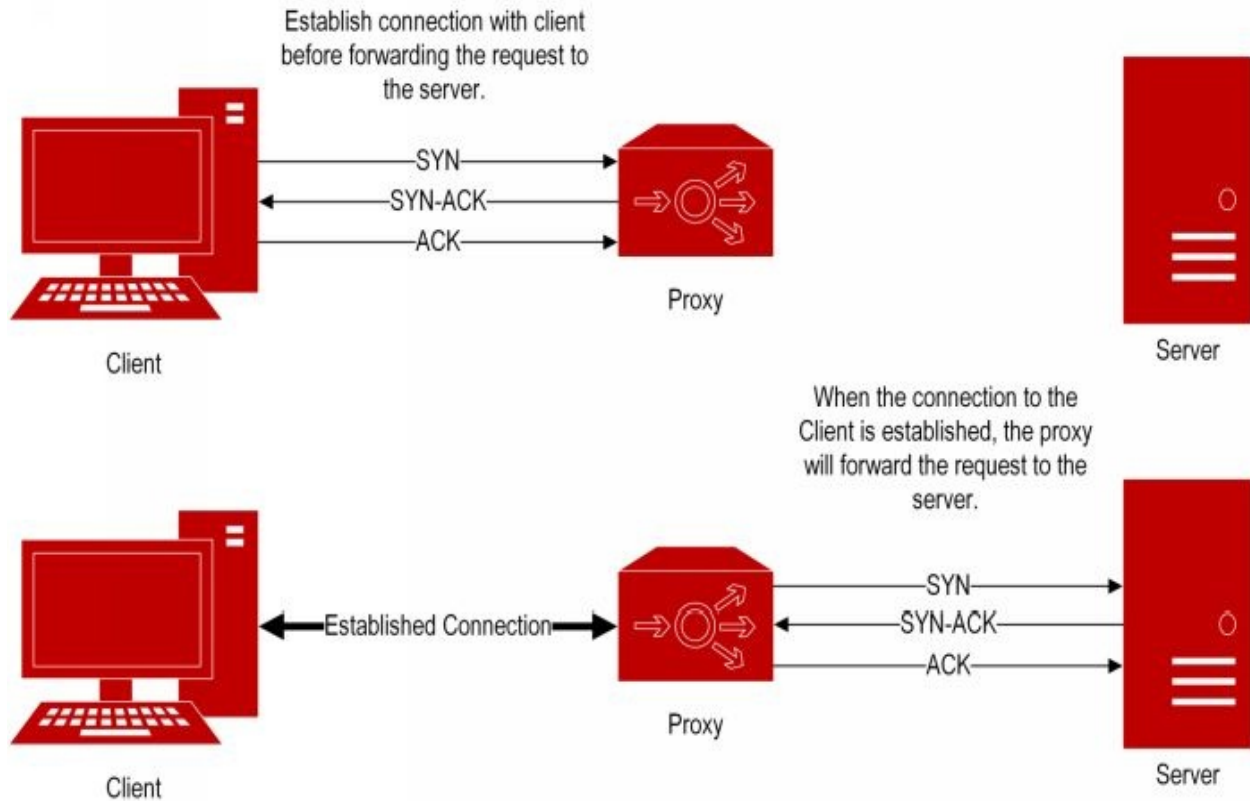 Establish connection with client
before forwarding the request to
the server.
SYN
SYN-ACK
ACK
Proxy
Client
Server
When the connection to the
Client is established, the proxy
will forward the request to the
server.
Established Connection
SYN
SYN-ACK
ACK
Proxy
Client
Server